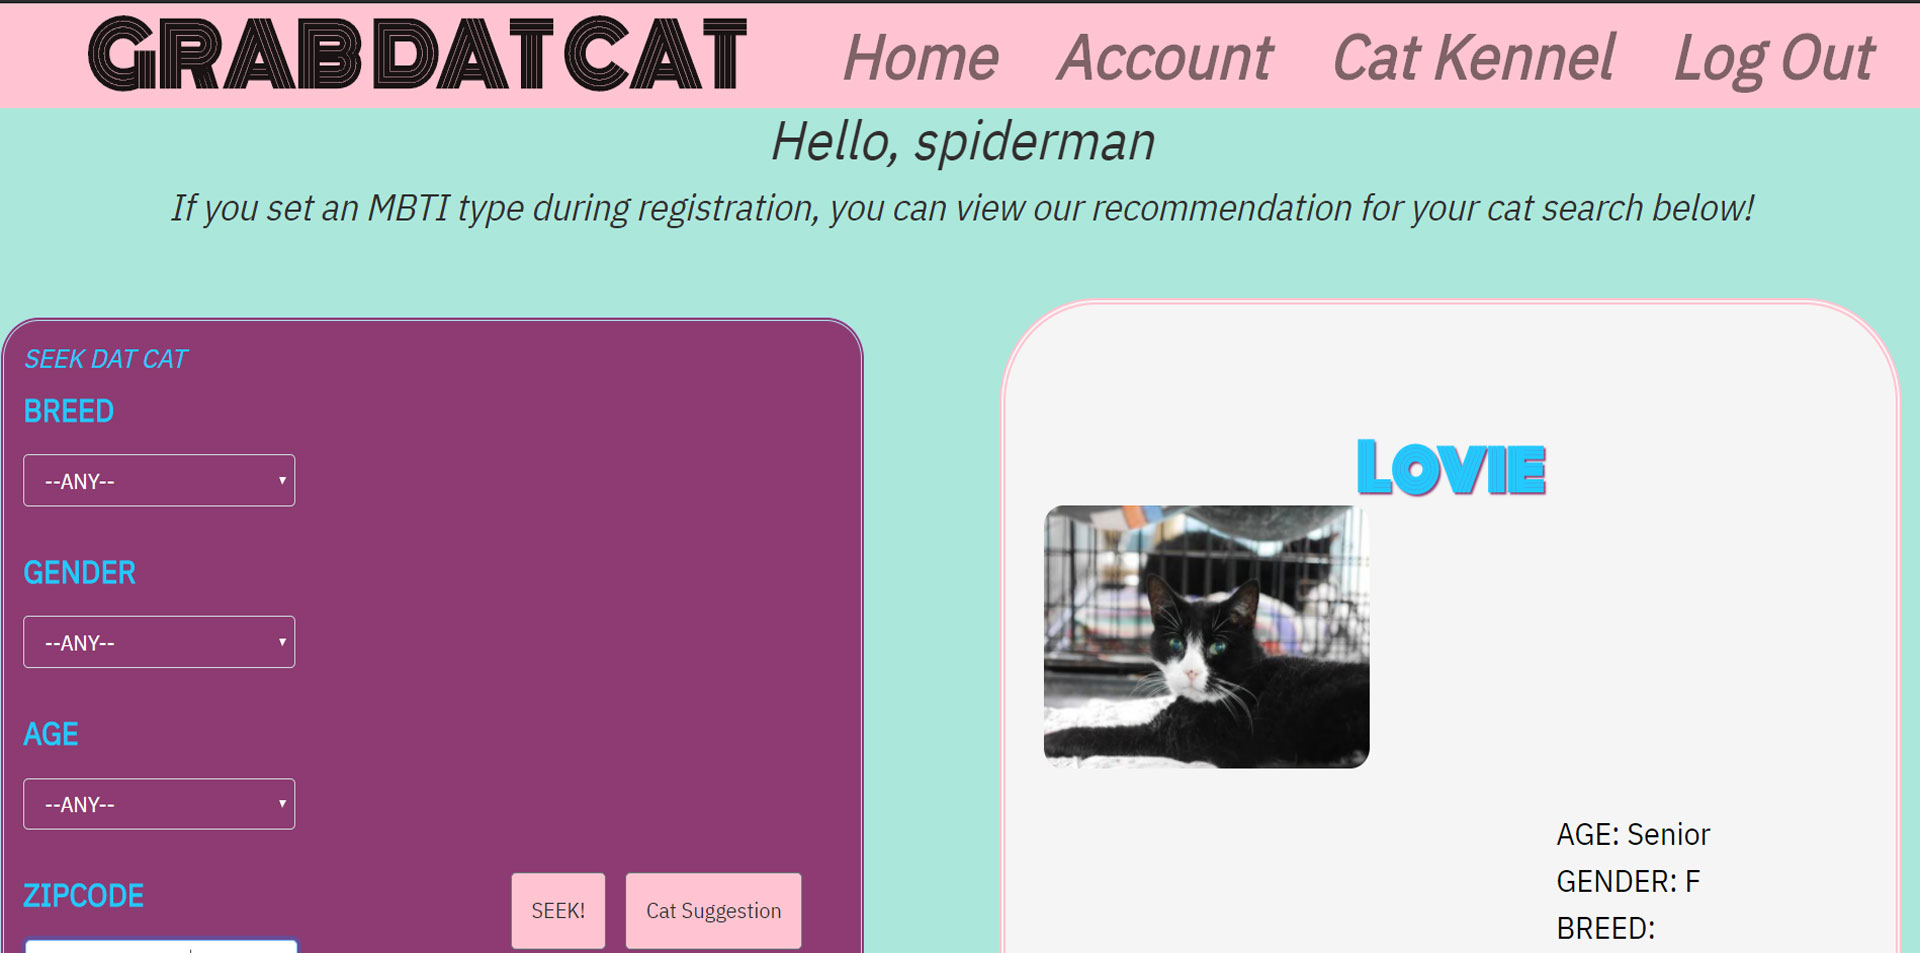 GRABDATCAT Home Account Cat Kennel Log Out
Hello, spiderman
If you set an MBTI type during registration, you can view our recommendation for your cat search below!
SEEK DAT CAT
BREED
--ANY--
GENDER
--ANY--
AGE
--ANY--
ZIPCODE
SEEK! Cat Suggestion
LOVIE
AGE: Senior
GENDER: F
BREED: